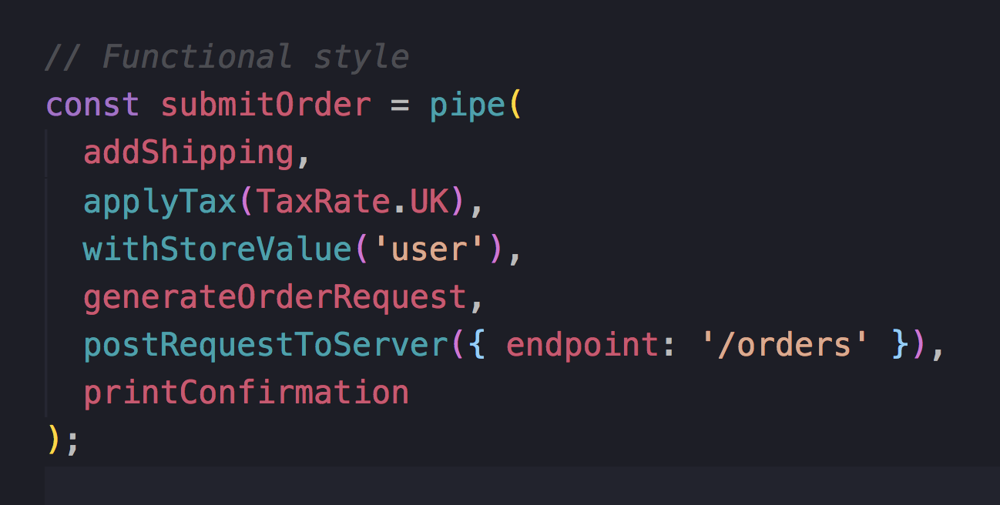 // Functional style
const submitOrder = pipe(
  addShipping,
  applyTax(TaxRate.UK),
  withStoreValue('user'),
  generateOrderRequest,
  postRequestToServer({ endpoint: '/orders' }),
  printConfirmation
);